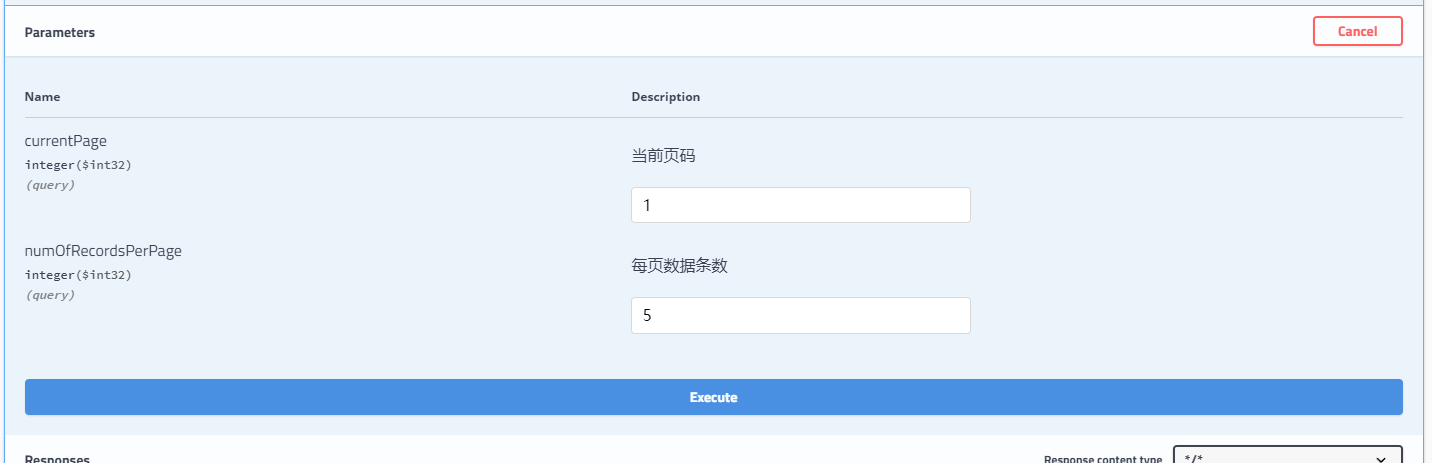 Parameters
Cancel
Name
Description
currentPage
integer($int32)
(query)
当前页码
1
numOfRecordsPerPage
integer($int32)
(query)
每页数据条数
5
Execute
Responses
Response content type
*/*